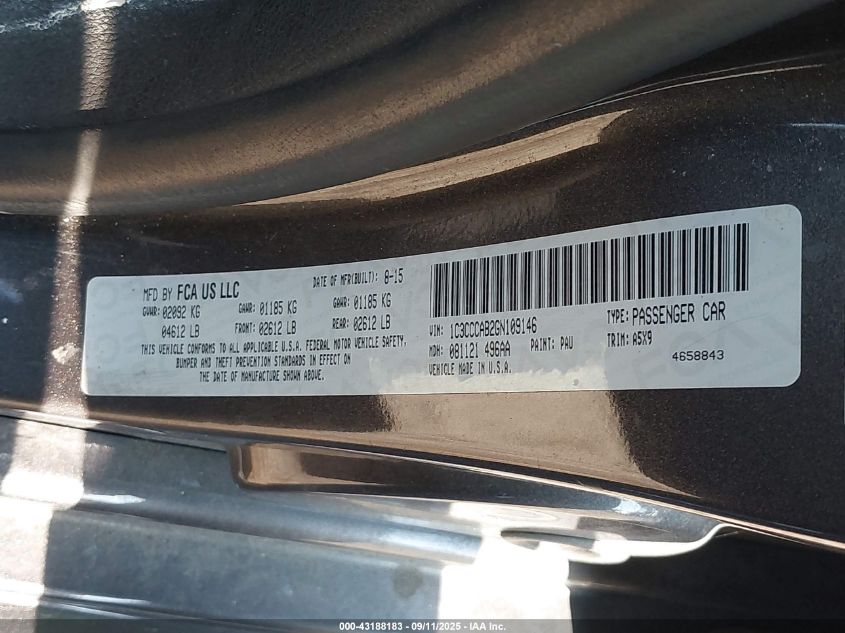 MFD BY FCA US LLC DATE OF MFR(BUILT): 8-15
GVWR: 02092 KG GAWR: 01185 KG GAWR: 01185 KG
04612 LB FRONT: 02612 LB REAR: 02612 LB
THIS VEHICLE CONFORMS TO ALL APPLICABLE U.S.A. FEDERAL MOTOR VEHICLE SAFETY,
BUMPER AND THEFT PREVENTION STANDARDS IN EFFECT ON
THE DATE OF MANUFACTURE SHOWN ABOVE.
VIN: 1C3CCCAB2GN109146 TYPE: PASSENGER CAR
MDH: 081121 496AA PAINT: PAU TRIM: A5X9
VEHICLE MADE IN U.S.A. 4658843
000-43188183 - 09/11/2025 - IAA Inc.